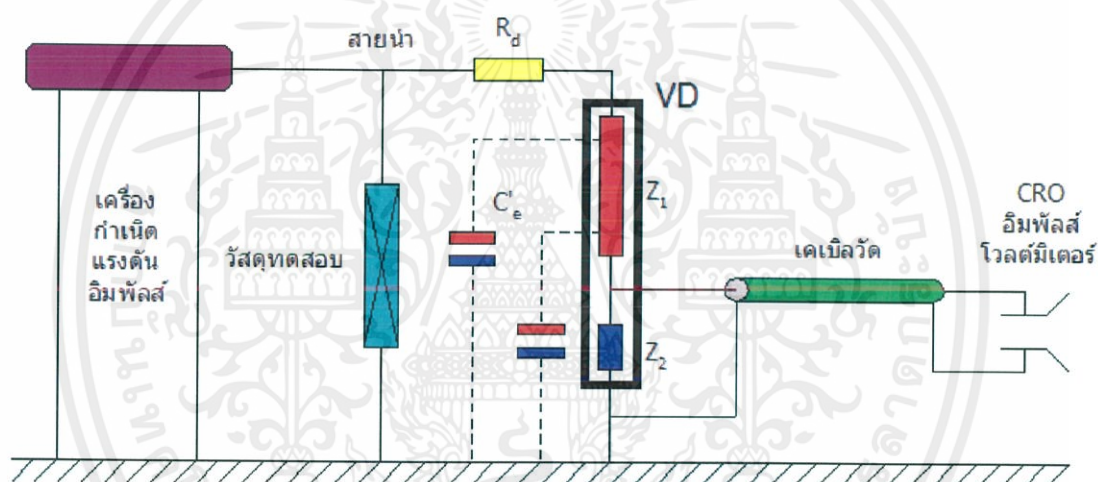 สายนำ
R_d
VD
เครื่อง
กำเนิด
แรงดัน
อิมพัลส์
วัสดุทดสอบ
C'_e
Z_1
Z_2
เคเบิลวัด
CRO
อิมพัลส์
โวลต์มิเตอร์